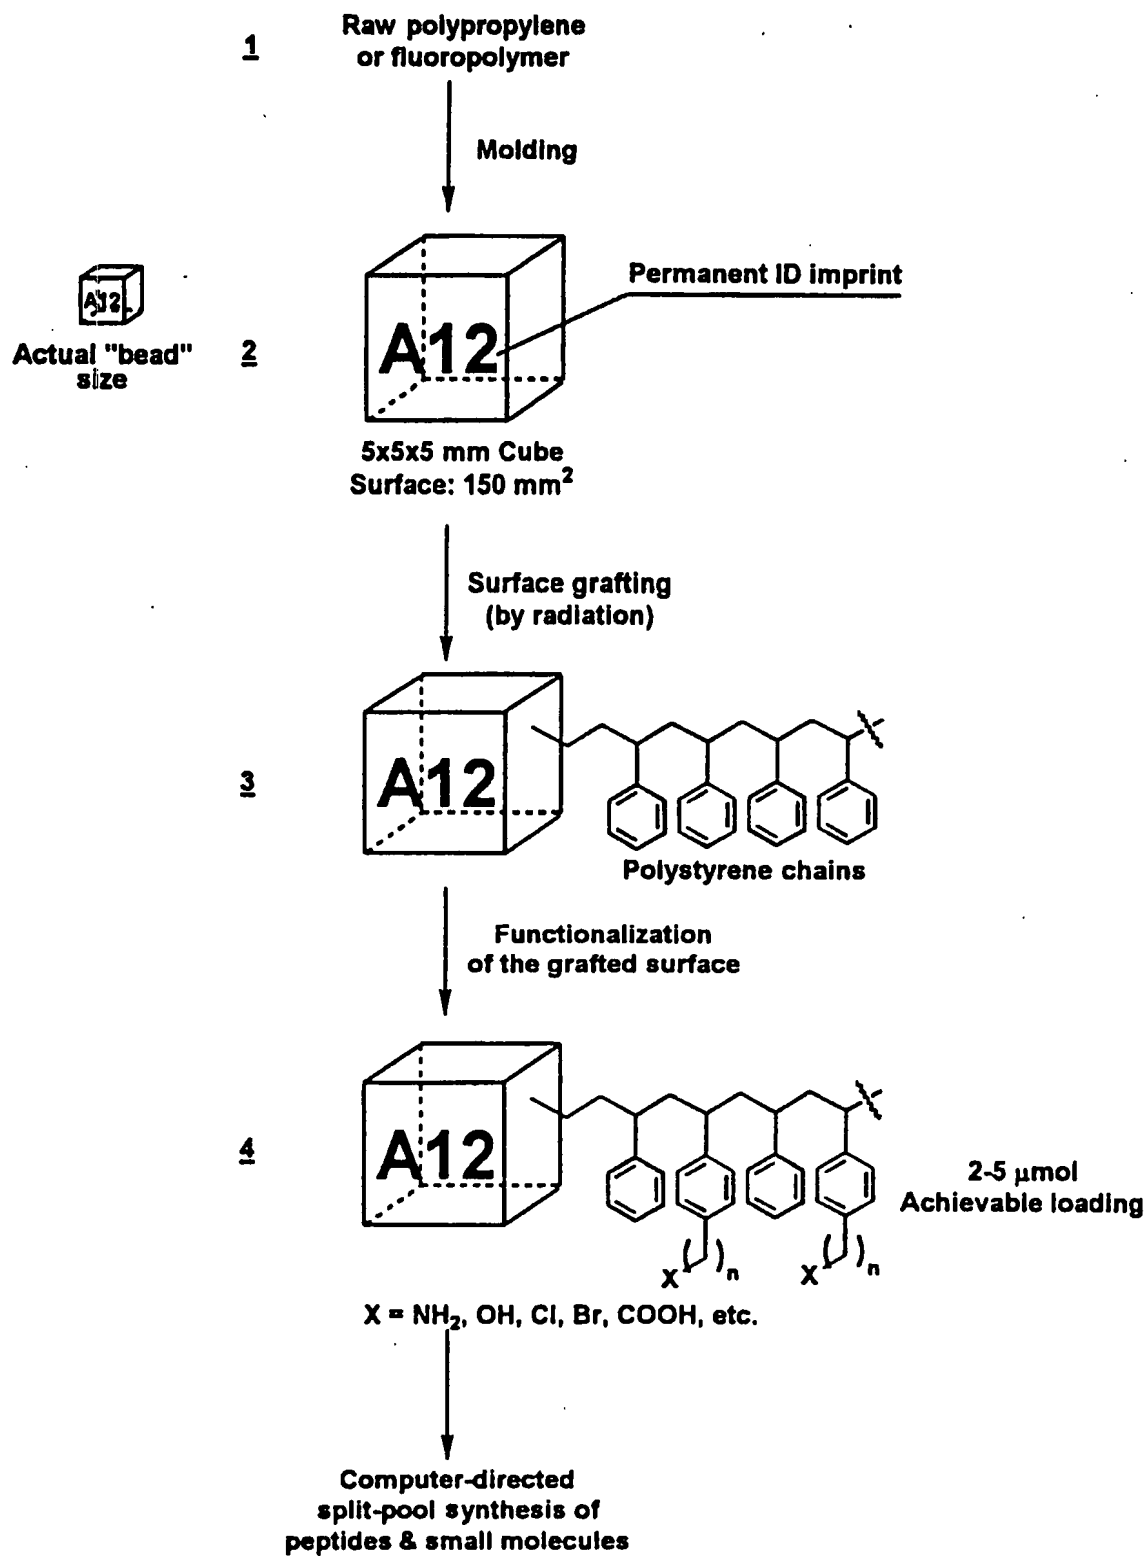 1
Raw polypropylene
or fluoropolymer
Molding
Permanent ID imprint
A12
Actual "bead"
size
2
A12
5x5x5 mm Cube
Surface: 150 mm²
Surface grafting
(by radiation)
3
A12
Polystyrene chains
Functionalization
of the grafted surface
4
A12
2-5 μmol
Achievable loading
X ( ) n
X ( ) n
X = NH₂, OH, Cl, Br, COOH, etc.
Computer-directed
split-pool synthesis of
peptides & small molecules